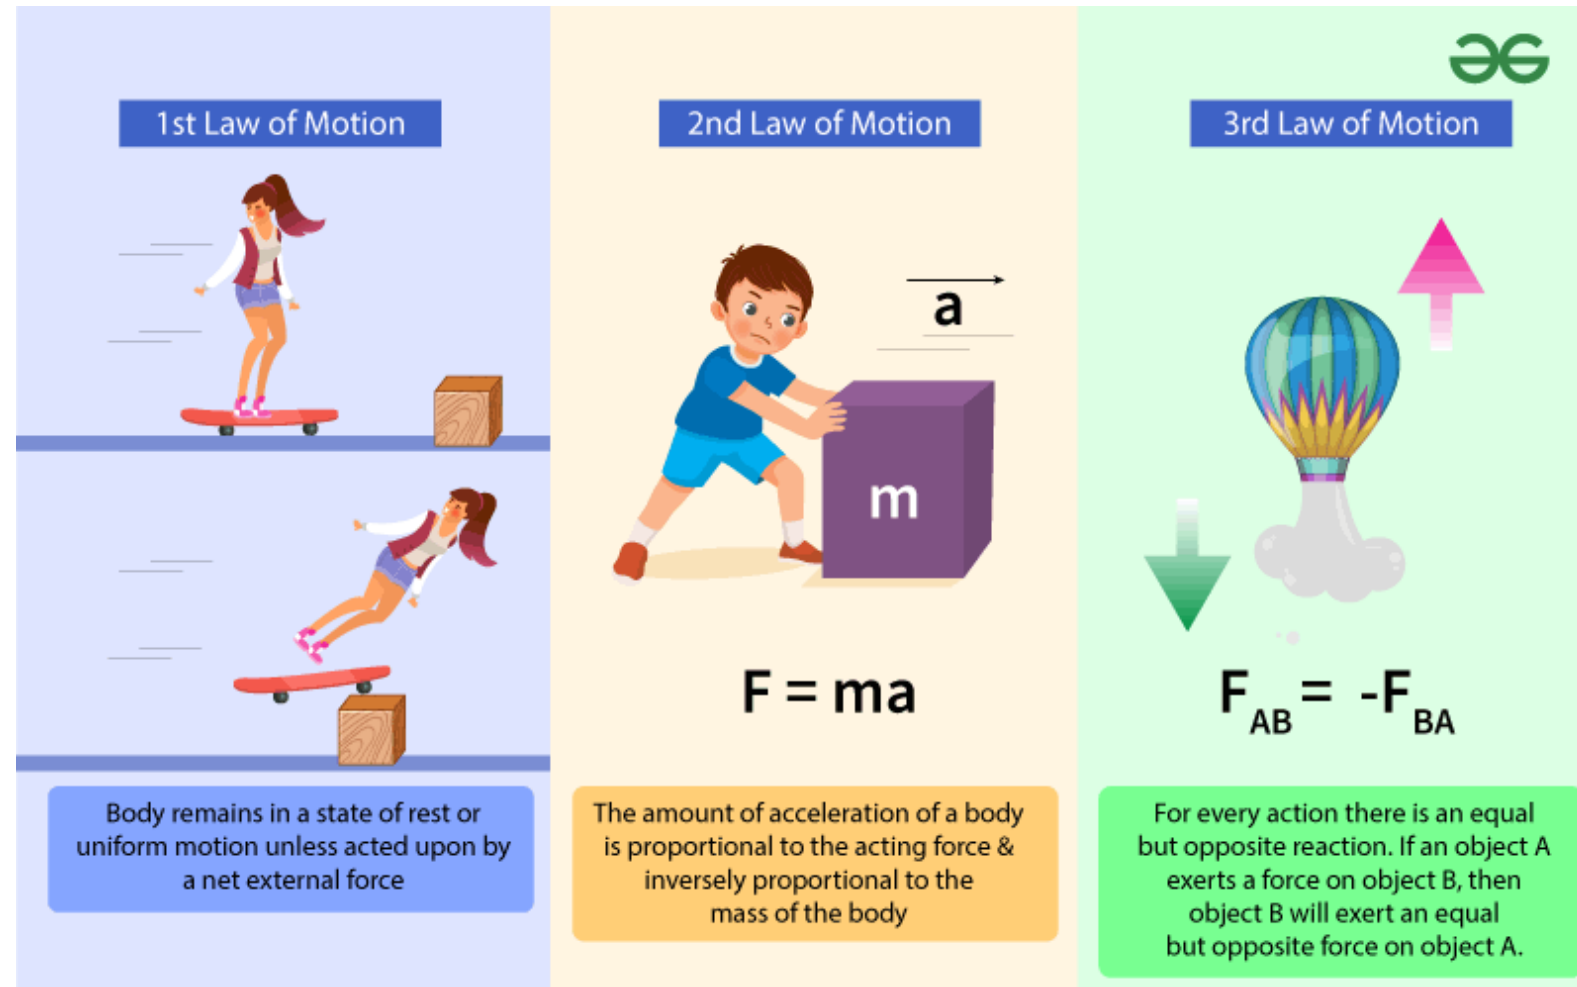 1st Law of Motion
Body remains in a state of rest or
uniform motion unless acted upon by
a net external force
2nd Law of Motion
a
m
F = ma
The amount of acceleration of a body
is proportional to the acting force &
inversely proportional to the
mass of the body
3rd Law of Motion
F_AB = -F_BA
For every action there is an equal
but opposite reaction. If an object A
exerts a force on object B, then
object B will exert an equal
but opposite force on object A.